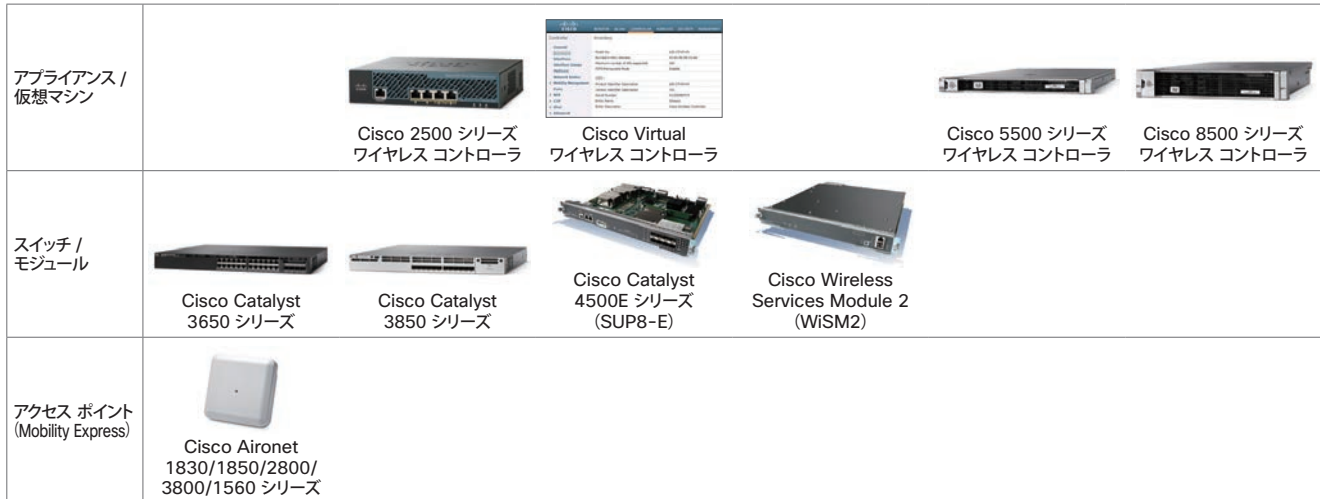 アプライアンス /
仮想マシン
Cisco 2500 シリーズ
ワイヤレス コントローラ
Cisco Virtual
ワイヤレス コントローラ
Cisco 5500 シリーズ
ワイヤレス コントローラ
Cisco 8500 シリーズ
ワイヤレス コントローラ
スイッチ /
モジュール
Cisco Catalyst
3650 シリーズ
Cisco Catalyst
3850 シリーズ
Cisco Catalyst
4500E シリーズ
(SUP8-E)
Cisco Wireless
Services Module 2
(WiSM2)
アクセス ポイント
(Mobility Express)
Cisco Aironet
1830/1850/2800/
3800/1560 シリーズ